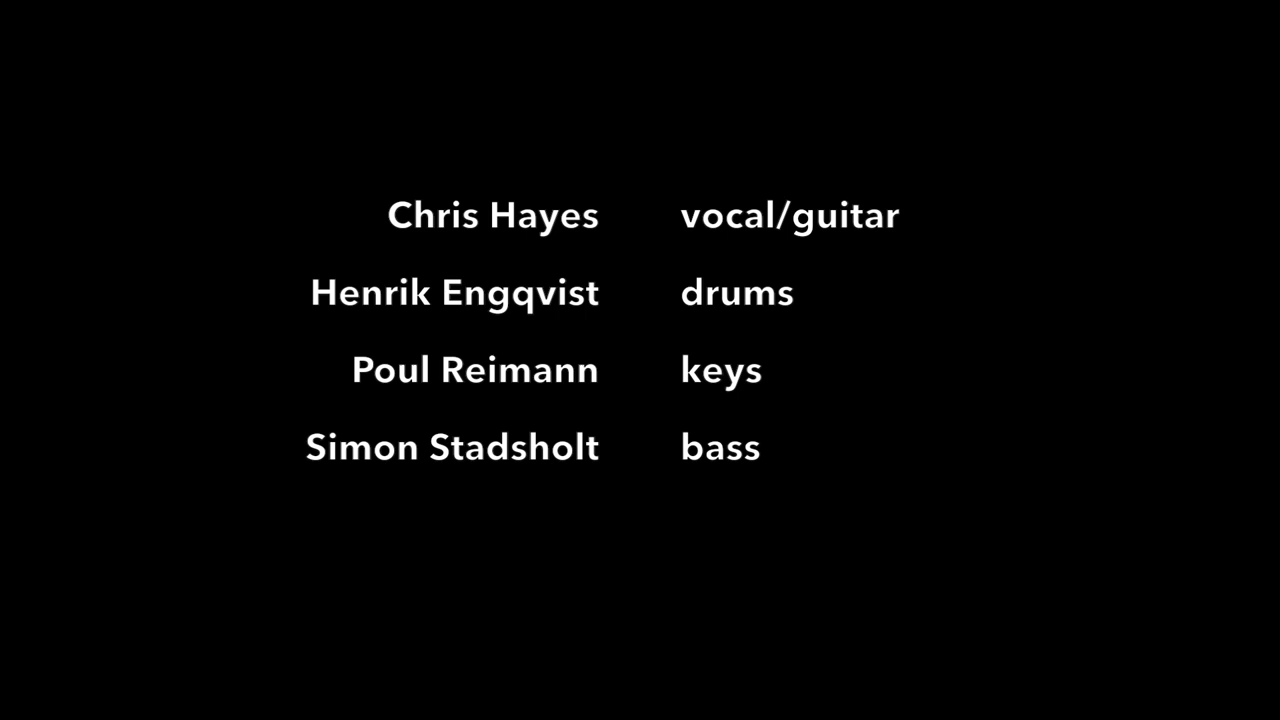 Chris Hayes vocal/guitar
Henrik Engqvist drums
Poul Reimann keys
Simon Stadsholt bass